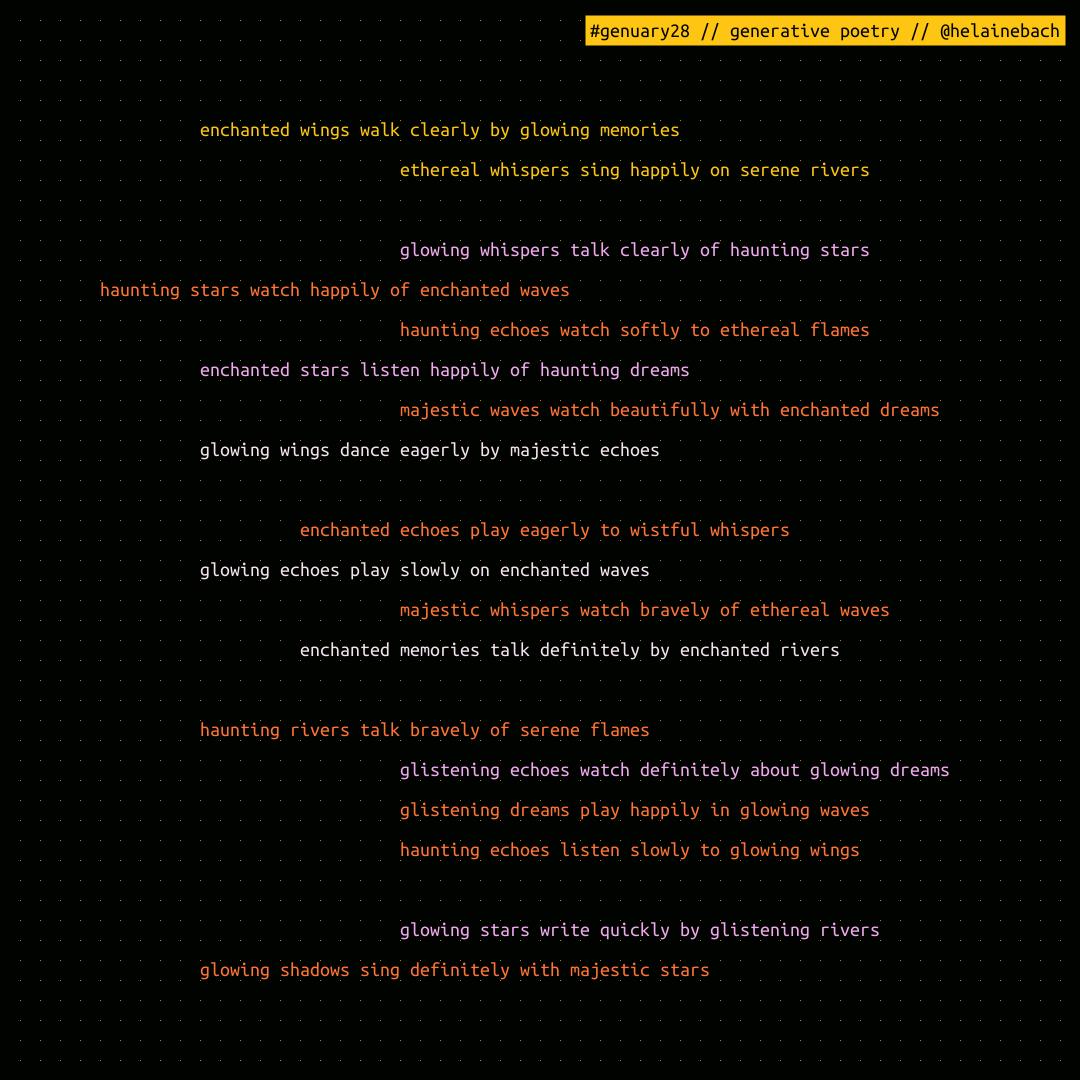 #genuary28 // generative poetry // @helainebach
enchanted wings walk clearly by glowing memories
ethereal whispers sing happily on serene rivers
glowing whispers talk clearly of haunting stars
haunting stars watch happily of enchanted waves
haunting echoes watch softly to ethereal flames
enchanted stars listen happily of haunting dreams
majestic waves watch beautifully with enchanted dreams
glowing wings dance eagerly by majestic echoes
enchanted echoes play eagerly to wistful whispers
glowing echoes play slowly on enchanted waves
majestic whispers watch bravely of ethereal waves
enchanted memories talk definitely by enchanted rivers
haunting rivers talk bravely of serene flames
glistening echoes watch definitely about glowing dreams
glistening dreams play happily in glowing waves
haunting echoes listen slowly to glowing wings
glowing stars write quickly by glistening rivers
glowing shadows sing definitely with majestic stars